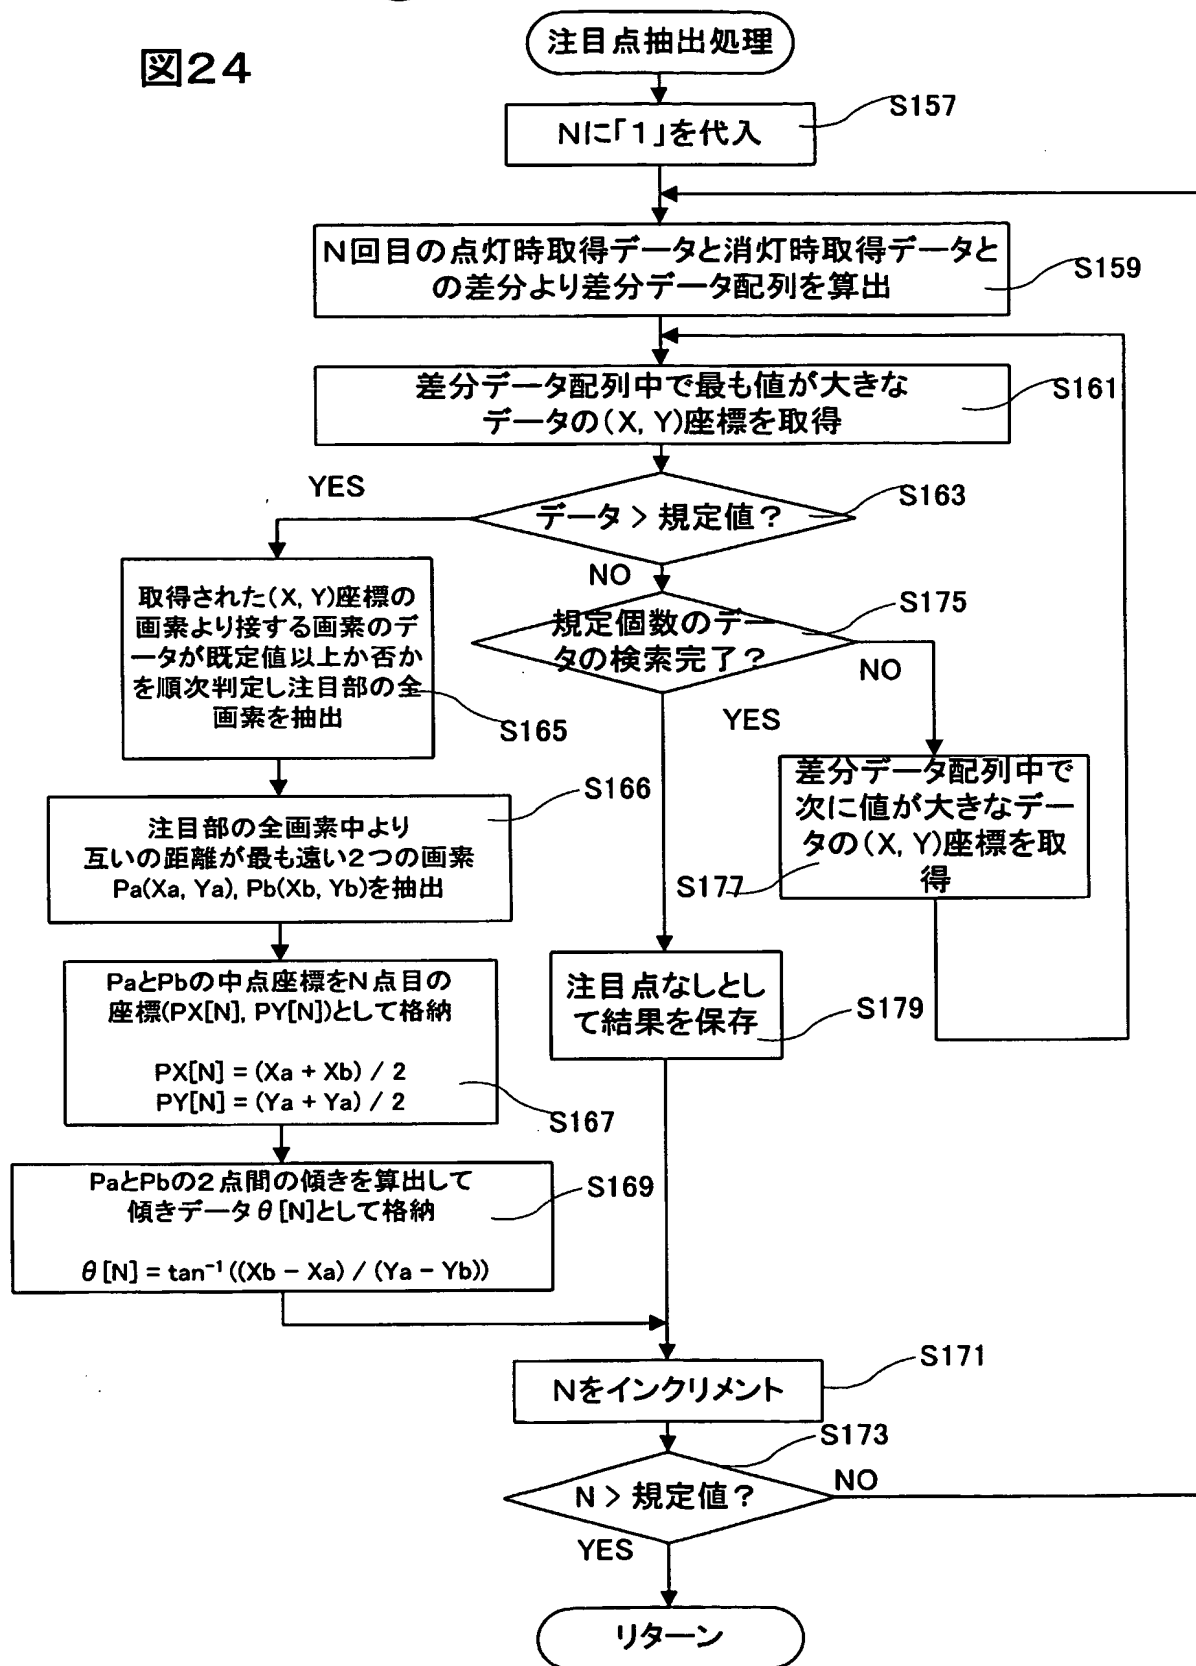 図24
注目点抽出処理
Nに「1」を代入
S157
N回目の点灯時取得データと消灯時取得データと
の差分より差分データ配列を算出
S159
差分データ配列中で最も値が大きな
データの(X, Y)座標を取得
S161
データ > 規定値?
S163
YES
NO
取得された(X, Y)座標の
画素より接する画素のデ
ータが既定値以上か否か
を順次判定し注目部の全
画素を抽出
S165
規定個数のデー
タの検索完了?
S175
NO
YES
差分データ配列中で
次に値が大きなデー
タの(X, Y)座標を取
得
S177
注目部の全画素中より
互いの距離が最も遠い2つの画素
Pa(Xa, Ya), Pb(Xb, Yb)を抽出
S166
PaとPbの中点座標をN点目の
座標(PX[N], PY[N])として格納
PX[N] = (Xa + Xb) / 2
PY[N] = (Ya + Ya) / 2
S167
注目点なしとし
て結果を保存
S179
PaとPbの2点間の傾きを算出して
傾きデータθ[N]として格納
θ[N] = tan⁻¹ ((Xb – Xa) / (Ya – Yb))
S169
Nをインクリメント
S171
N > 規定値?
S173
NO
YES
リターン